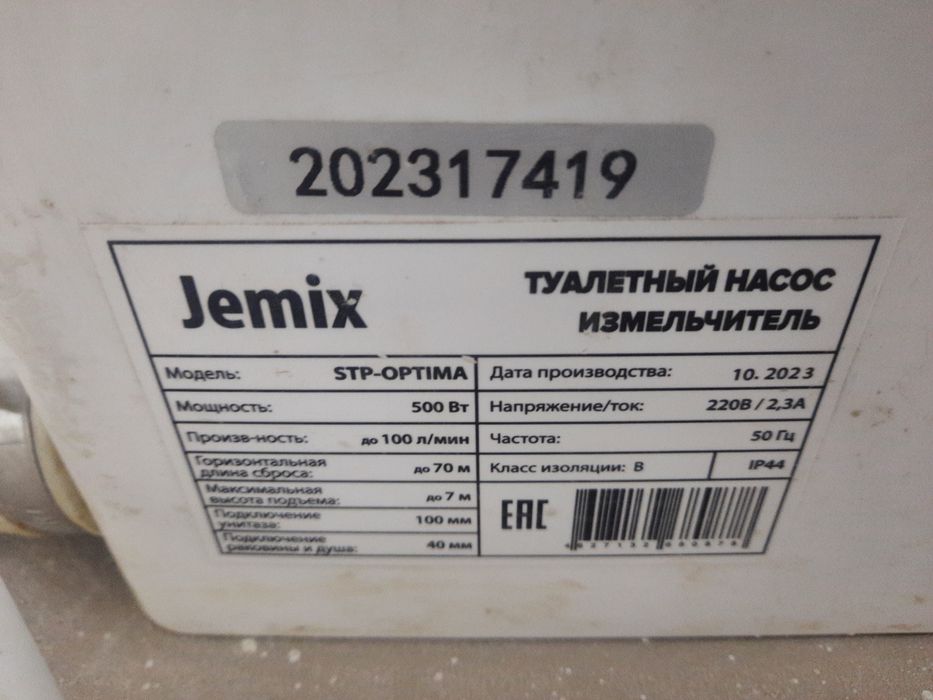 202317419
Jemix
ТУАЛЕТНЫЙ НАСОС
ИЗМЕЛЬЧИТЕЛЬ
Модель: STP-OPTIMA
Дата производства: 10. 2023
Мощность: 500 Вт
Напряжение/ток: 220В / 2,3А
Произв-ность: до 100 л/мин
Частота: 50 Гц
Горизонтальная
длина сброса: до 70 м
Класс изоляции: В IP44
Максимальная
высота подъема: до 7 м
Подключение
унитаза: 100 мм
Подключение
раковины и душа: 40 мм
ЕАС